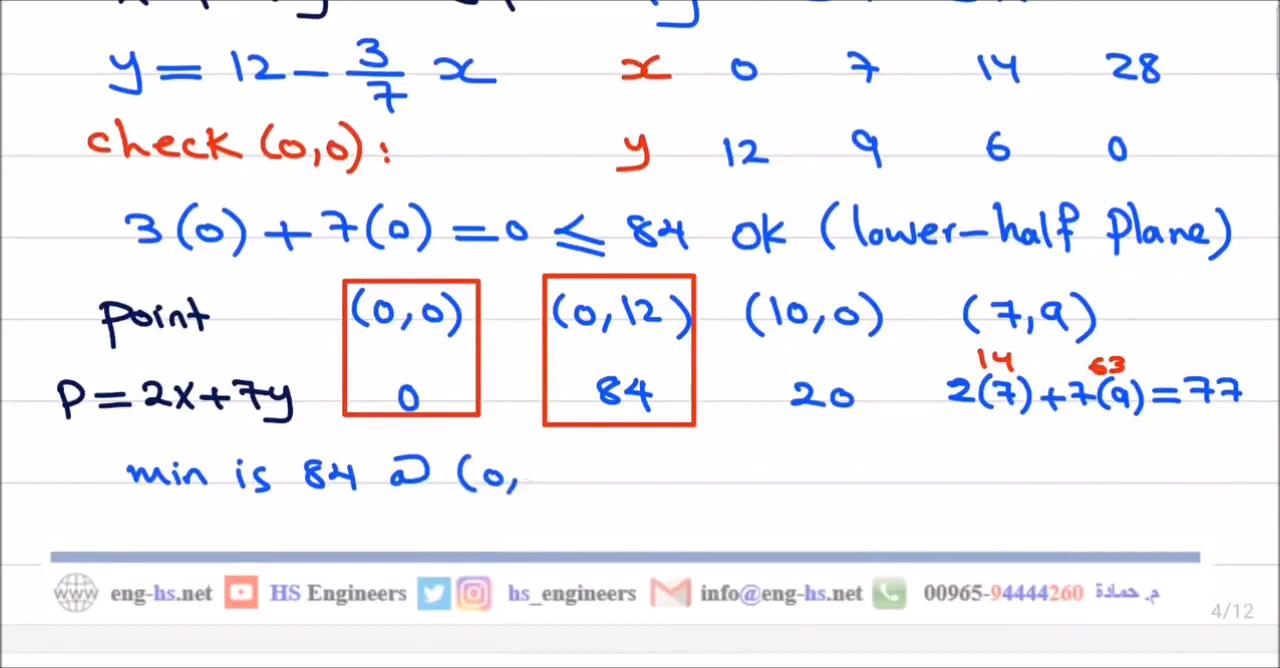 y = 12 - 3/7 x x 0 7 14 28
check (0,0): y 12 9 6 0
3(0) + 7(0) = 0 ≤ 84 ok (lower-half plane)
point (0,0) (0,12) (10,0) (7,9)
14 63
P = 2x+7y 0 84 20 2(7)+7(9)=77
min is 84 @ (0,
www eng-hs.net HS Engineers hs_engineers info@eng-hs.net 00965-94444260 م. حمادة
4/12